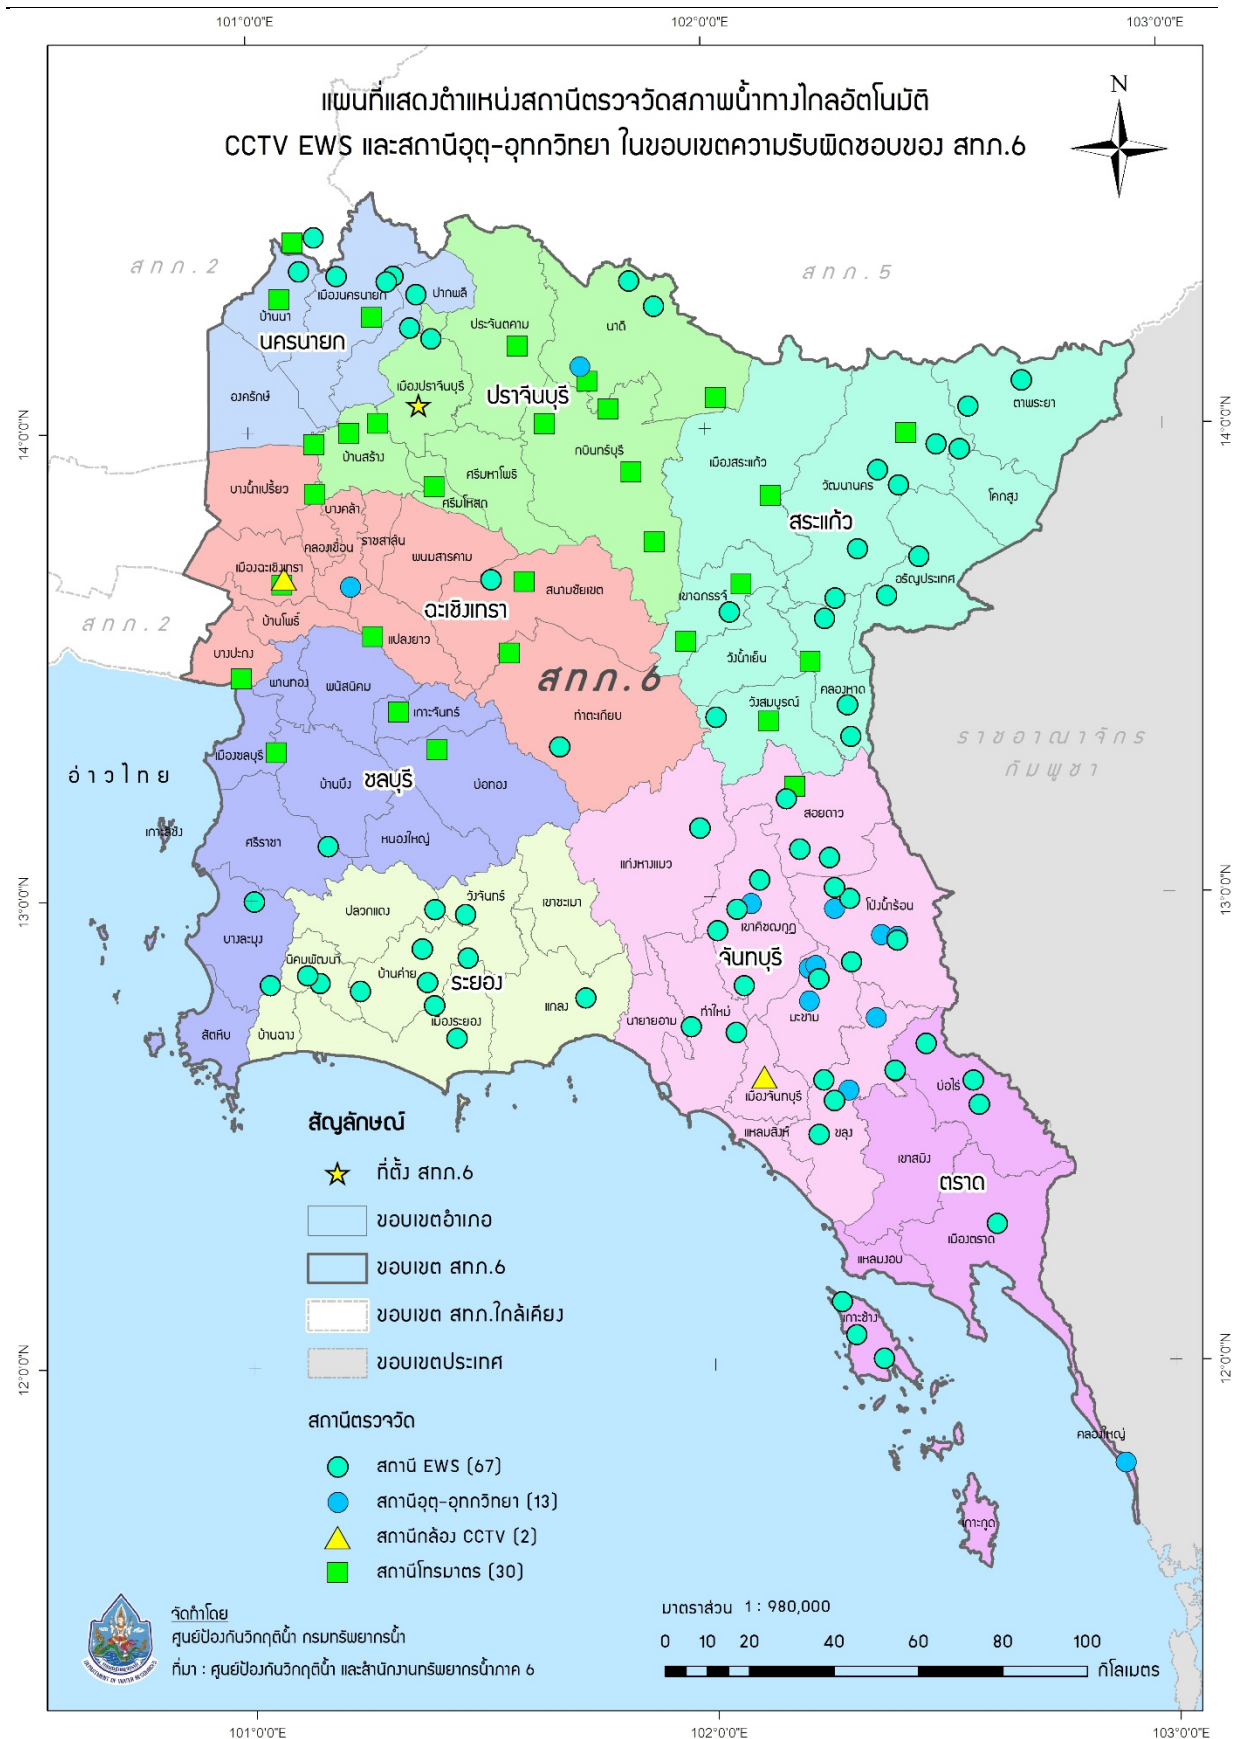 101°0'0"E
102°0'0"E
103°0'0"E
แผนที่แสดงตำแหน่งสถานีตรวจวัดสภาพน้ำทางไกลอัตโนมัติ
CCTV EWS และสถานีอุตุ-อุทกวิทยา ในขอบเขตความรับผิดชอบของ สทภ.6
N
สทภ.2
สทภ.5
ปากพลี
เมืองนครนายก
บ้านนา
นครนายก
ประจันตคาม
นาดี
องครักษ์
เมืองปราจีนบุรี
ปราจีนบุรี
ตาพระยา
14°0'0"N
14°0'0"N
บ้านสร้าง
ศรีมหาโพธิ
กบินทร์บุรี
เมืองสระแก้ว
บางน้ำเปรี้ยว
ศรีมโหสถ
วัฒนานคร
โคกสูง
บางคล้า
สระแก้ว
คลองเขื่อน
ราชสาส์น
พนมสารคาม
เมืองฉะเชิงเทรา
อรัญประเทศ
สนามชัยเขต
เขาฉกรรจ์
ฉะเชิงเทรา
สทภ.2
บ้านโพธิ์
แปลงยาว
บางปะกง
วังน้ำเย็น
สทภ.6
พานทอง
พนัสนิคม
คลองหาด
เกาะจันทร์
ท่าตะเกียบ
วังสมบูรณ์
ราชอาณาจักร
กัมพูชา
เมืองชลบุรี
อ่าวไทย
บ้านบึง
ชลบุรี
บ่อทอง
สอยดาว
เกาะสีชัง
ศรีราชา
หนองใหญ่
แก่งหางแมว
13°0'0"N
13°0'0"N
วังจันทร์
เขาชะเมา
ปลวกแดง
โป่งน้ำร้อน
เขาคิชฌกูฏ
บางละมุง
นิคมพัฒนา
บ้านค่าย
จันทบุรี
ระยอง
แกลง
ท่าใหม่
นายายอาม
มะขาม
สัตหีบ
บ้านฉาง
เมืองระยอง
บ่อไร่
เมืองจันทบุรี
แหลมสิงห์
ขลุง
เขาสมิง
ตราด
เมืองตราด
แหลมงอบ
เกาะช้าง
12°0'0"N
12°0'0"N
คลองใหญ่
เกาะกูด
สัญลักษณ์
ที่ตั้ง สทภ.6
ขอบเขตอำเภอ
ขอบเขต สทภ.6
ขอบเขต สทภ.ใกล้เคียง
ขอบเขตประเทศ
สถานีตรวจวัด
สถานี EWS (67)
สถานีอุตุ-อุทกวิทยา (13)
สถานีกล้อง CCTV (2)
สถานีโทรมาตร (30)
จัดทำโดย
ศูนย์ป้องกันวิกฤติน้ำ กรมทรัพยากรน้ำ
ที่มา : ศูนย์ป้องกันวิกฤติน้ำ และสำนักงานทรัพยากรน้ำภาค 6
DEPARTMENT OF WATER RESOURCES
มาตราส่วน 1 : 980,000
0 10 20 40 60 80 100
กิโลเมตร
101°0'0"E
102°0'0"E
103°0'0"E